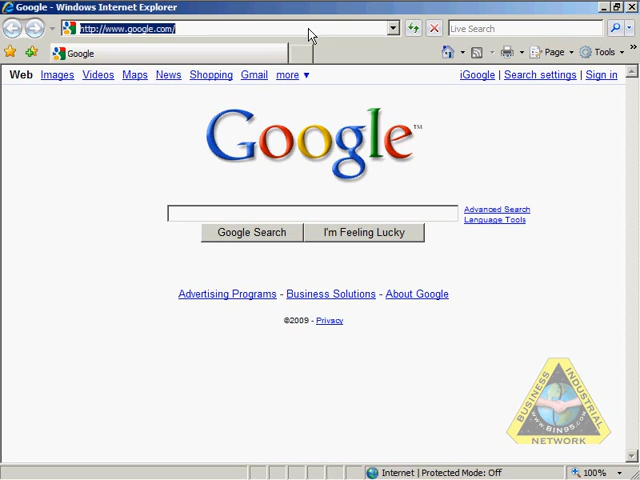 Google - Windows Internet Explorer
http://www.google.com/
Live Search
Google
Page
Tools
Web Images Videos Maps News Shopping Gmail more ▼
iGoogle | Search settings | Sign in
Google™
Advanced Search
Language Tools
Google Search
I'm Feeling Lucky
Advertising Programs - Business Solutions - About Google
©2009 - Privacy
BUSINESS INDUSTRIAL NETWORK
WWW.BIN95.COM
Internet | Protected Mode: Off
100%